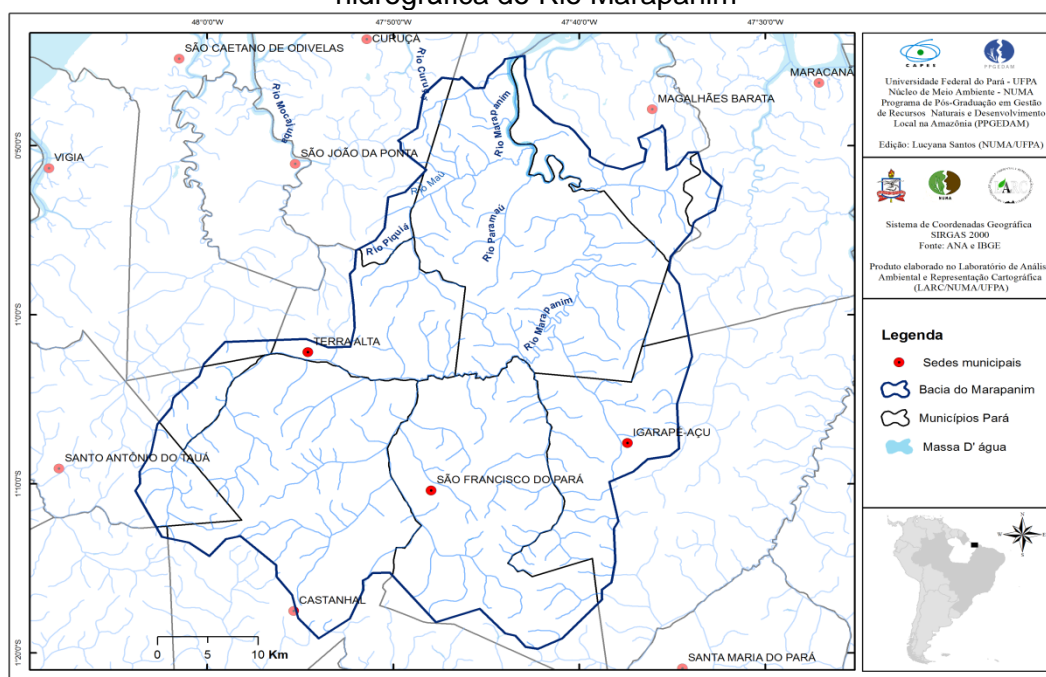 hidrográfica do Rio Marapanim
48°0'0"W
47°50'0"W
47°40'0"W
47°30'0"W
SÃO CAETANO DE ODIVELAS
CURUÇÁ
Rio Curuçá
Rio Mocajuba
MARACANÃ
MAGALHÃES BARATA
Rio Marapanim
0°50'0"S
VIGIA
SÃO JOÃO DA PONTA
Rio Maú
Rio Paramaú
Rio Piquiá
1°0'0"S
TERRA ALTA
Rio Marapanim
IGARAPÉ-AÇU
SANTO ANTÔNIO DO TAUÁ
1°10'0"S
SÃO FRANCISCO DO PARÁ
CASTANHAL
0 5 10 Km
1°20'0"S
SANTA MARIA DO PARÁ
CAPES
PPGEDAM
Universidade Federal do Pará - UFPA
Núcleo de Meio Ambiente - NUMA
Programa de Pós-Graduação em Gestão
de Recursos Naturais e Desenvolvimento
Local na Amazônia (PPGEDAM)
Edição: Lucyana Santos (NUMA/UFPA)
NUMA
Sistema de Coordenadas Geográfica
SIRGAS 2000
Fonte: ANA e IBGE
Produto elaborado no Laboratório de Anális
Ambiental e Representação Cartográfica
(LARC/NUMA/UFPA)
Legenda
Sedes municipais
Bacia do Marapanim
Municípios Pará
Massa D' água
N
W E
S